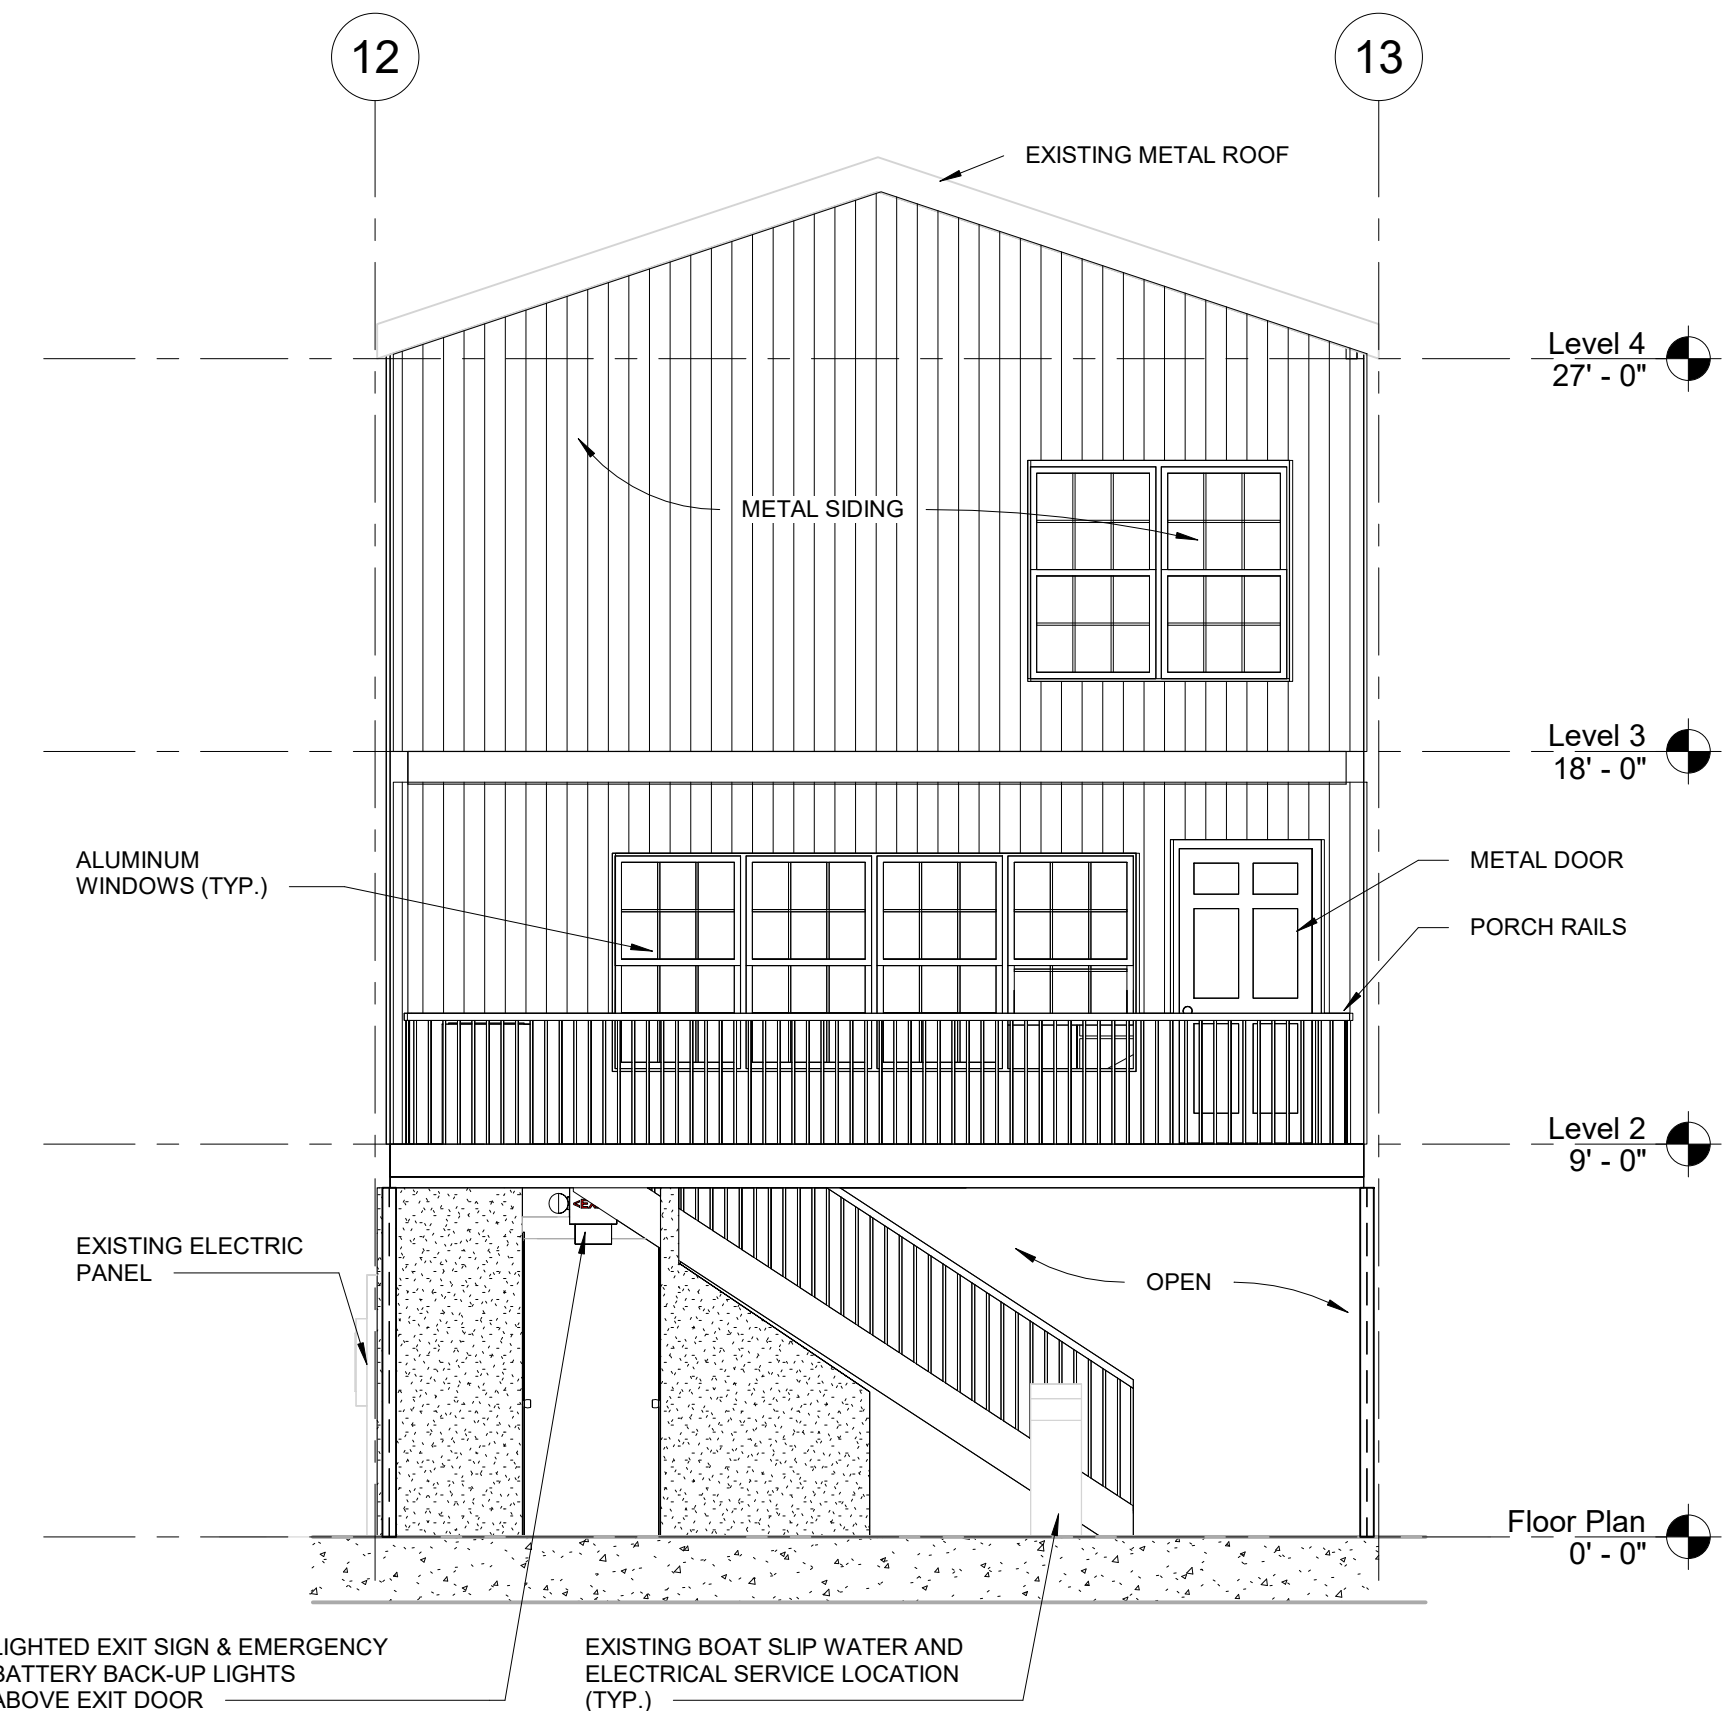 12
13
EXISTING METAL ROOF
Level 4
27' - 0"
METAL SIDING
Level 3
18' - 0"
ALUMINUM
WINDOWS (TYP.)
METAL DOOR
PORCH RAILS
Level 2
9' - 0"
EXISTING ELECTRIC
PANEL
OPEN
Floor Plan
0' - 0"
LIGHTED EXIT SIGN & EMERGENCY
BATTERY BACK-UP LIGHTS
ABOVE EXIT DOOR
EXISTING BOAT SLIP WATER AND
ELECTRICAL SERVICE LOCATION
(TYP.)